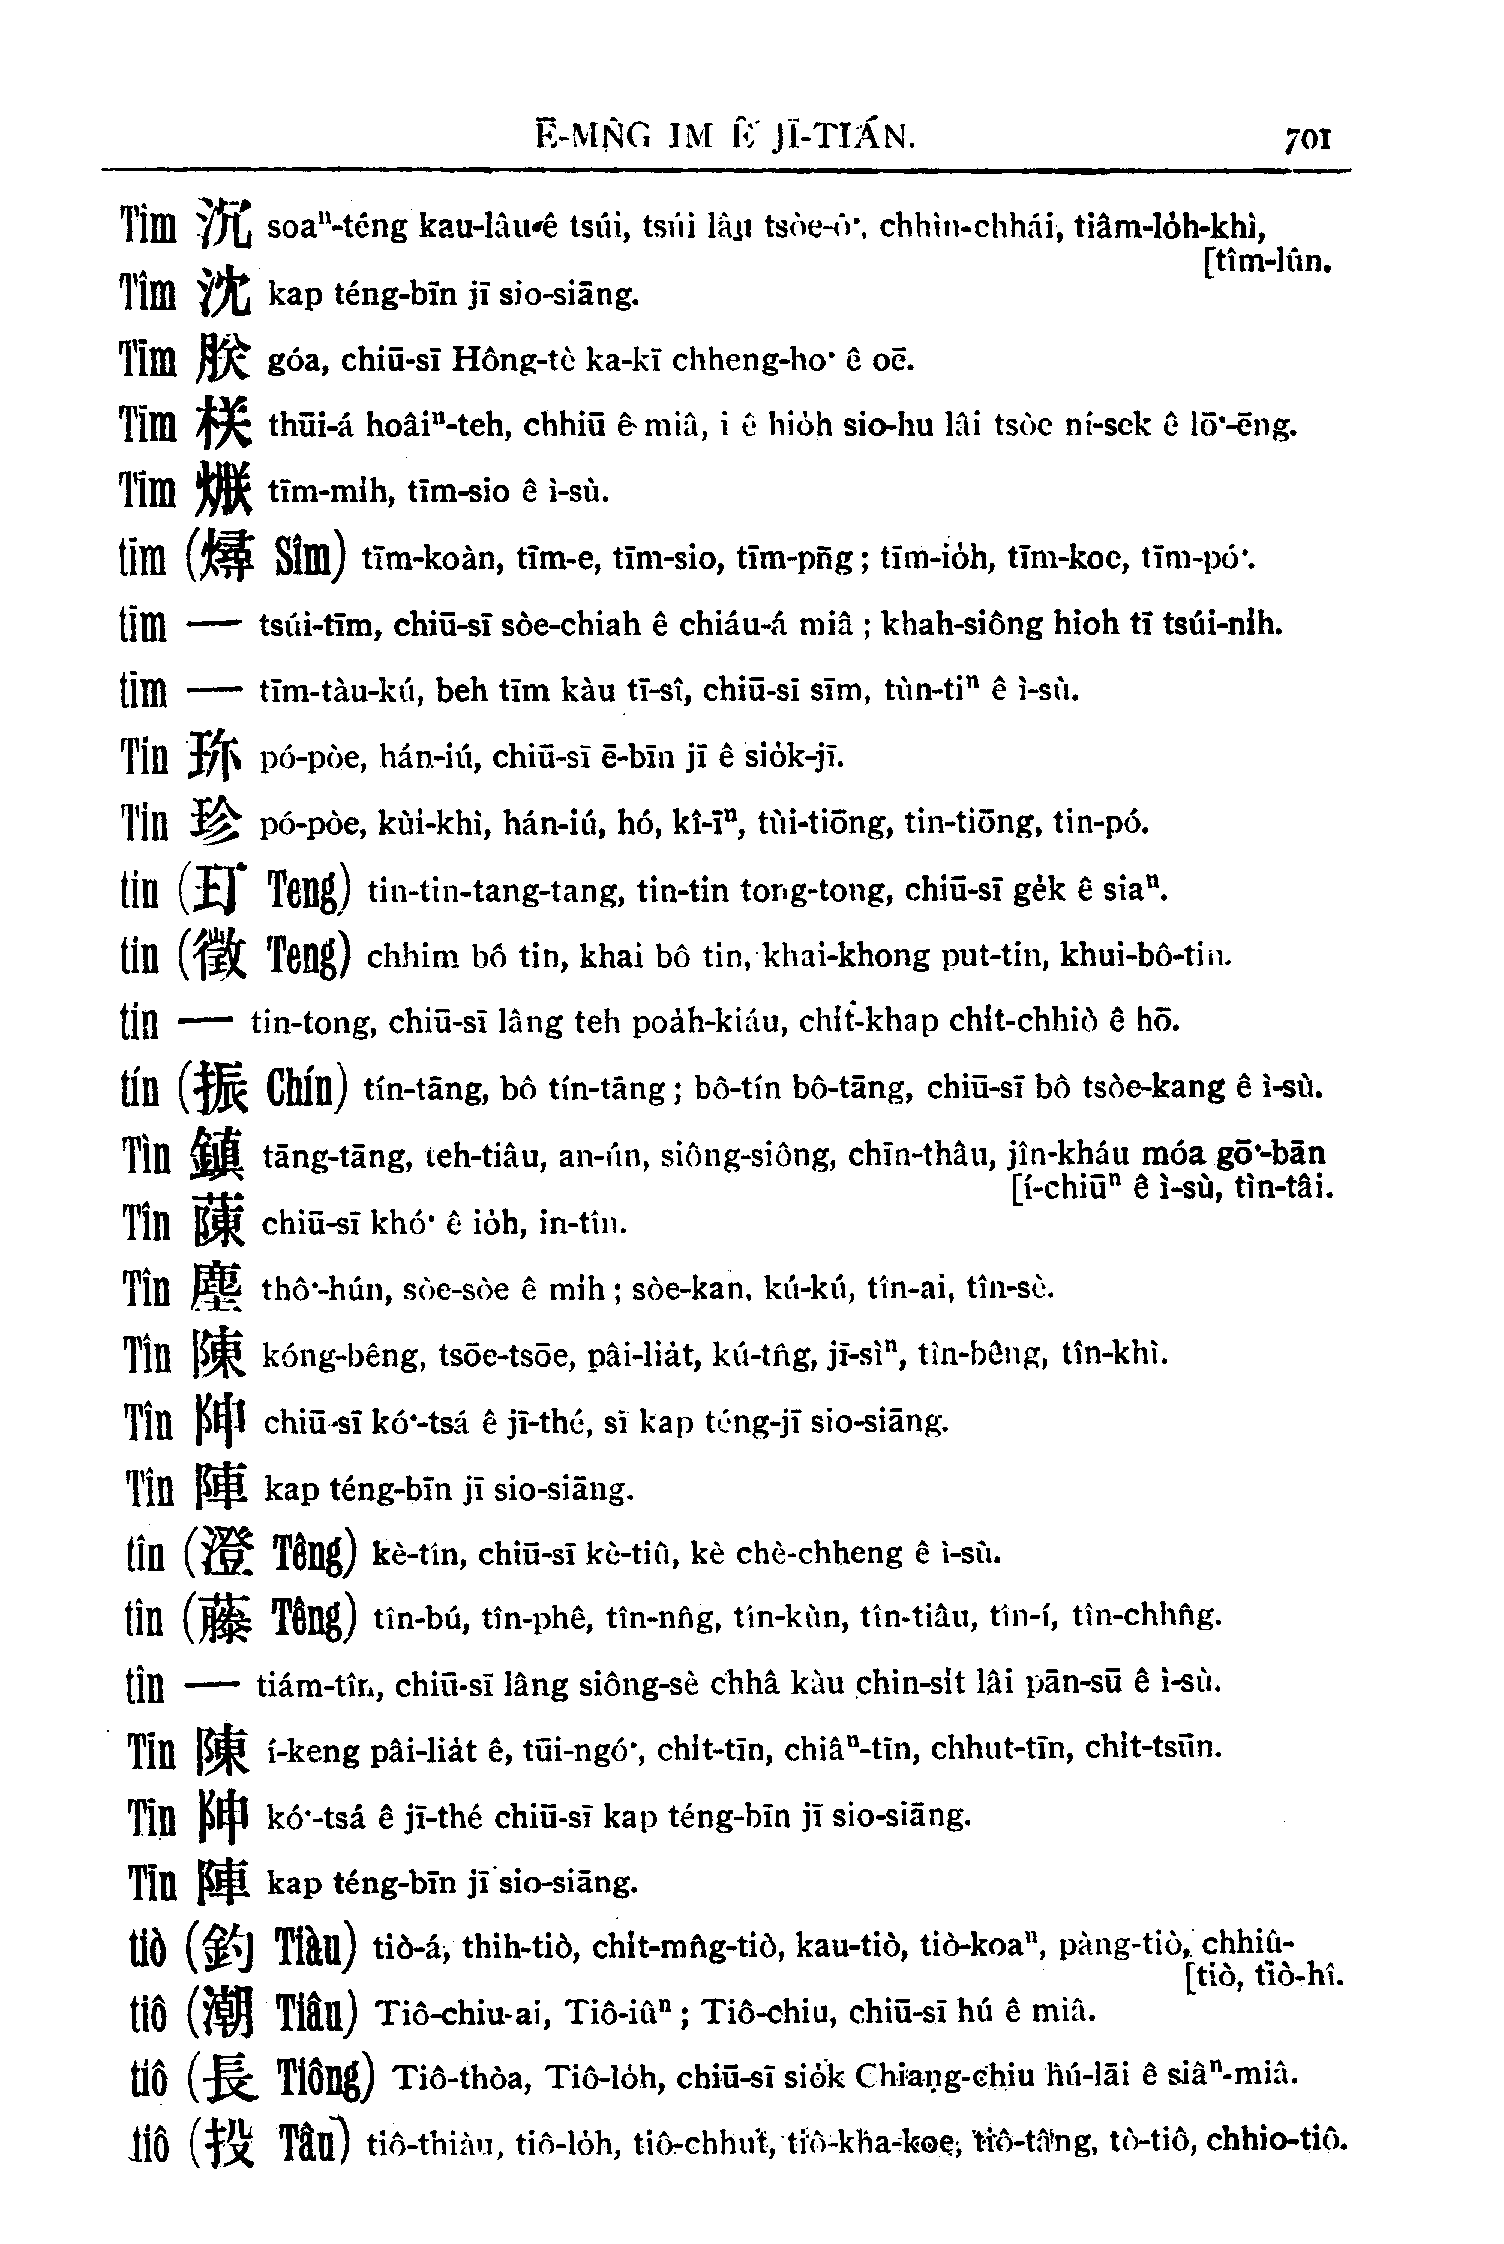 Ē-MN̂G IM Ê JĪ-TIÁN. 701
Tîm 沉 soaⁿ-téng kau-lâu-ê tsúi, tsúi lâu tsòe-ò͘, chhìn-chhái, tiâm-lo̍h-khì,
[tîm-lûn.
Tîm 沈 kap téng-bīn jī sio-siāng.
Tīm 朕 góa, chiū-sī Hông-tè ka-kī chheng-ho͘ ê oē.
Tīm 栚 thūi-á hoâiⁿ-teh, chhiū ê miâ, i ê hio̍h sio-hu lâi tsòe ní-sek ê lō͘-ēng.
Tīm tīm-mi̍h, tīm-sio ê ì-sù.
tīm (燖 Sîm) tīm-koàn, tīm-e, tīm-sio, tīm-pn̄g; tīm-io̍h, tīm-koe, tīm-pó͘.
tīm — tsúi-tīm, chiū-sī sòe-chiah ê chiáu-á miâ; khah-siông hioh tī tsúi-ni̍h.
tīm — tīm-tàu-kú, beh tīm kàu tī-sî, chiū-sī sīm, tùn-tiⁿ ê ì-sù.
Tin 珎 pó-pòe, hán-iú, chiū-sī ē-bīn jī ê sio̍k-jī.
Tin 珍 pó-pòe, kùi-khì, hán-iú, hó, kî-īⁿ, tùi-tiōng, tin-tiōng, tin-pó.
tin (玎 Teng) tin-tin-tang-tang, tin-tin tong-tong, chiū-sī ge̍k ê siaⁿ.
tin (徵 Teng) chhim bô tin, khai bô tin, khai-khong put-tin, khui-bô-tin.
tin — tin-tong, chiū-sī lâng teh poa̍h-kiáu, chi̍t-khap chi̍t-chhiò ê hō.
tín (振 Chín) tín-tāng, bô tín-tāng; bô-tín bô-tāng, chiū-sī bô tsòe-kang ê ì-sù.
Tìn 鎮 tāng-tāng, teh-tiâu, an-ún, siông-siông, chīn-thâu, jîn-kháu móa gō͘-bān
[í-chiūⁿ ê ì-sù, tìn-tâi.
Tîn 蔯 chiū-sī khó͘ ê io̍h, in-tîn.
Tîn 塵 thô͘-hún, sòe-sòe ê mi̍h; sòe-kan, kú-kú, tîn-ai, tîn-sè.
Tîn 陳 kóng-bêng, tsōe-tsōe, pâi-lia̍t, kú-tn̂g, jī-sìⁿ, tîn-bêng, tîn-khì.
Tîn 陣 chiū-sī kó͘-tsá ê jī-thé, sī kap téng-jī sio-siāng.
Tîn 陣 kap téng-bīn jī sio-siāng.
tîn (澄 Têng) kè-tîn, chiū-sī kè-tiû, kè chè-chheng ê ì-sù.
tîn (藤 Têng) tîn-bú, tîn-phê, tîn-nn̂g, tîn-kùn, tîn-tiâu, tîn-í, tîn-chhn̂g.
tîn — tiám-tîn, chiū-sī lâng siông-sè chhâ kàu chin-si̍t lâi pān-sū ê ì-sù.
Tīn 陳 í-keng pâi-lia̍t ê, tūi-ngó͘, chi̍t-tīn, chiâⁿ-tīn, chhut-tīn, chi̍t-tsūn.
Tīn kó͘-tsá ê jī-thé chiū-sī kap téng-bīn jī sio-siāng.
Tīn 陣 kap téng-bīn jī sio-siāng.
tiò (釣 Tiàu) tiò-á, thih-tiò, chi̍t-mn̂g-tiò, kau-tiò, tiò-koaⁿ, pàng-tiò, chhiû-
[tiò, tiò-hî.
tiô (潮 Tiâu) Tiô-chiu-ai, Tiô-iûⁿ; Tiô-chiu, chiū-sī hú ê miâ.
tiô (長 Tiông) Tiô-thòa, Tiô-lo̍h, chiū-sī sio̍k Chiang-chiu hú-lāi ê siâⁿ-miâ.
tiô (投 Tâu) tiô-thiàu, tiô-lo̍h, tiô-chhut, tiô-kha-koe, tiô-tâng, tò-tiô, chhio-tiô.